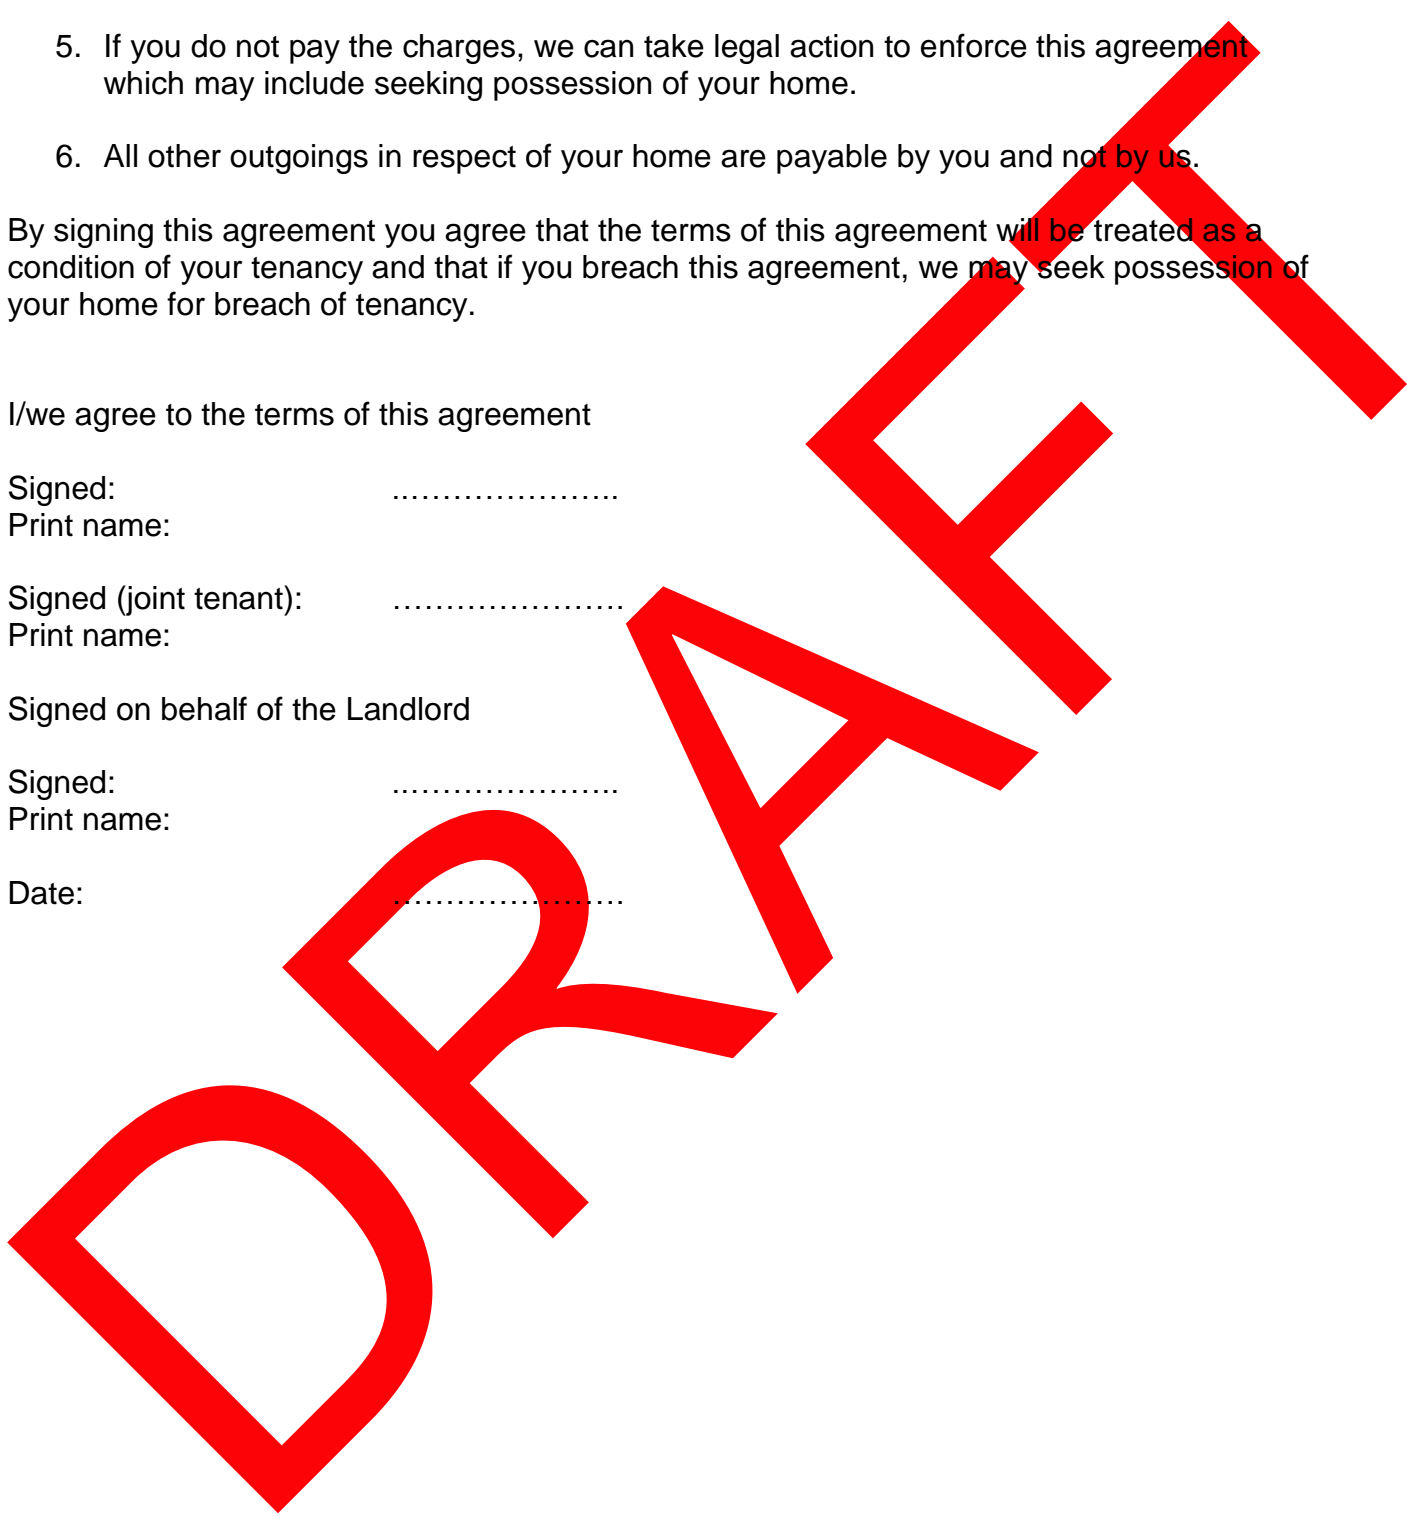 5. If you do not pay the charges, we can take legal action to enforce this agreement
which may include seeking possession of your home.
6. All other outgoings in respect of your home are payable by you and not by us.
By signing this agreement you agree that the terms of this agreement will be treated as a
condition of your tenancy and that if you breach this agreement, we may seek possession of
your home for breach of tenancy.
I/we agree to the terms of this agreement
Signed: ..…………………..
Print name:
Signed (joint tenant): ………………….
Print name:
Signed on behalf of the Landlord
Signed: ..…………………..
Print name:
Date: ………………….
DRAFT